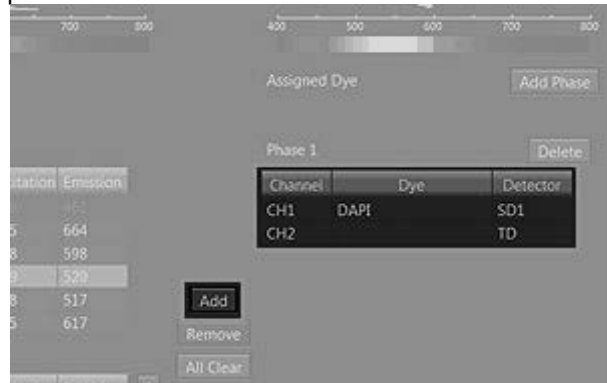 700 800
400 500 600 700 800
Assigned Dye Add Phase
Phase 1 Delete
Emission
Channel Dye Detector
CH1 DAPI SD1
CH2 TD
664
598
520
517
617
Add
Remove
All Clear